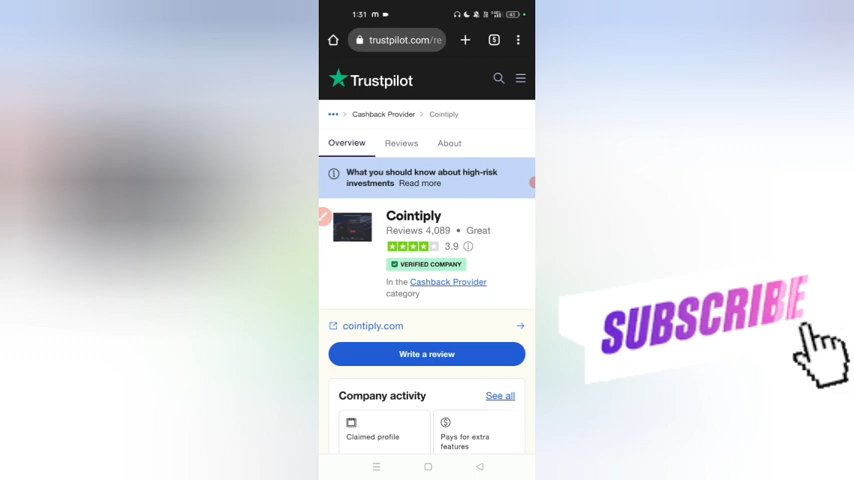 1:31
trustpilot.com/re
5
Trustpilot
Cashback Provider > Cointiply
Overview Reviews About
What you should know about high-risk
investments Read more
Cointiply
Reviews 4,089 • Great
3.9
VERIFIED COMPANY
In the Cashback Provider
category
cointiply.com
Write a review
Company activity See all
Claimed profile
Pays for extra
features
SUBSCRIBE